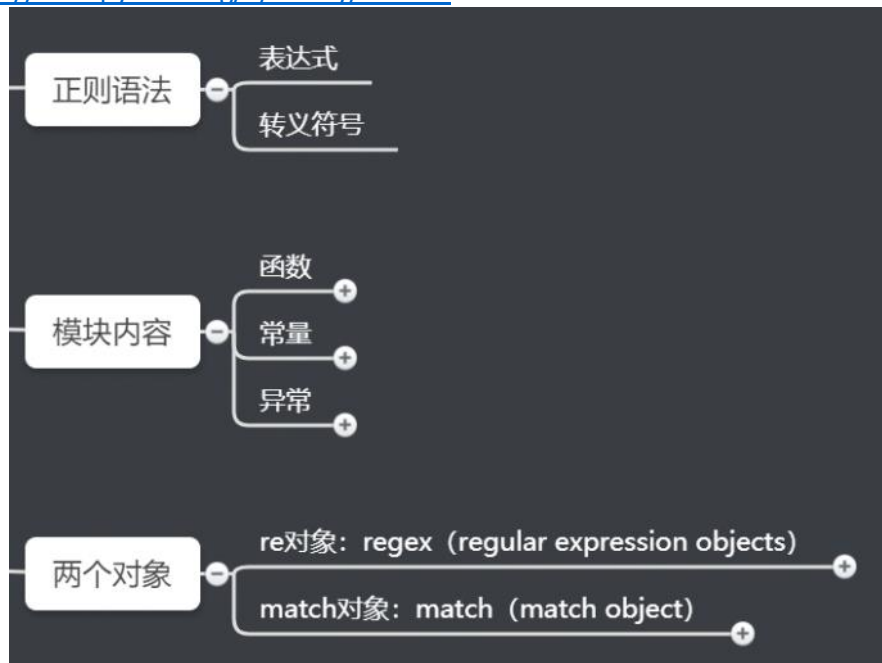 表达式
正则语法
转义符号
函数
模块内容
常量
异常
re对象：regex（regular expression objects）
两个对象
match对象：match（match object）